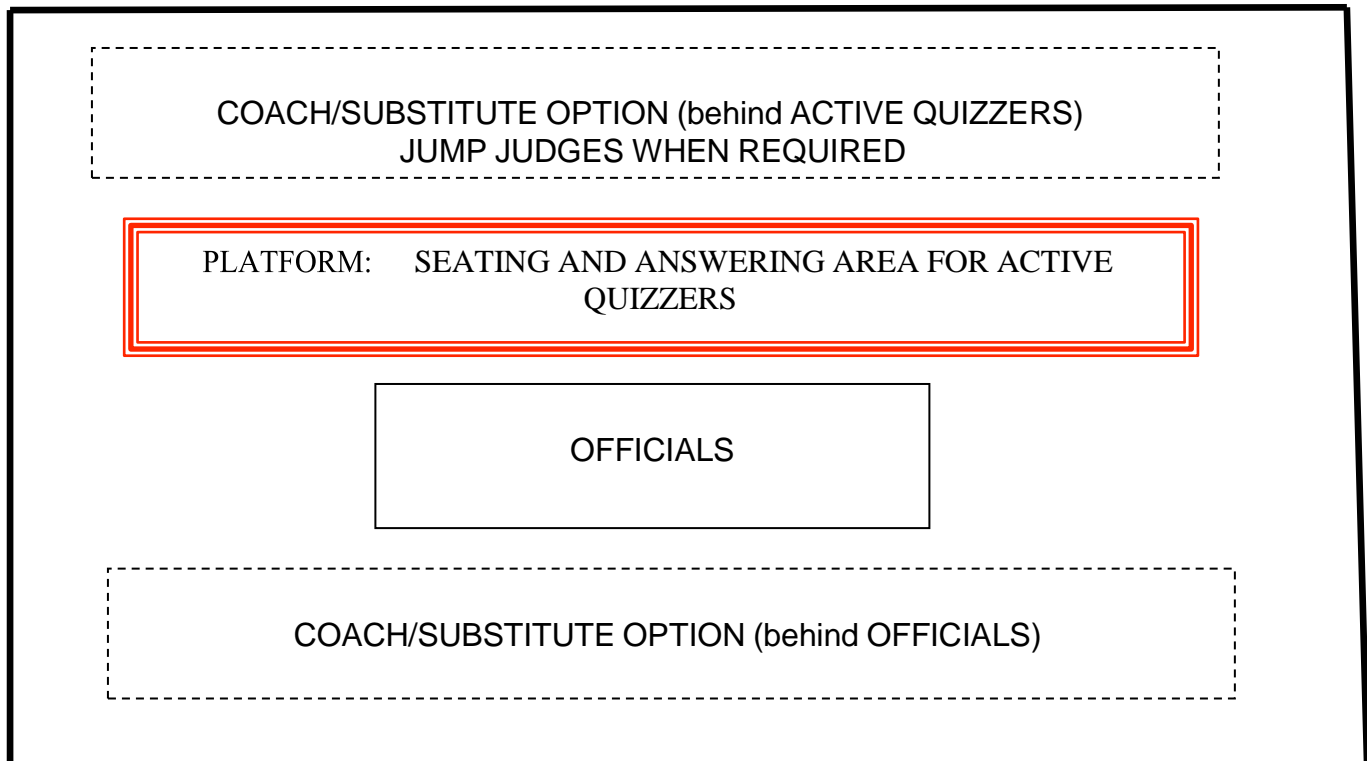 COACH/SUBSTITUTE OPTION (behind ACTIVE QUIZZERS)
JUMP JUDGES WHEN REQUIRED
PLATFORM: SEATING AND ANSWERING AREA FOR ACTIVE
QUIZZERS
OFFICIALS
COACH/SUBSTITUTE OPTION (behind OFFICIALS)